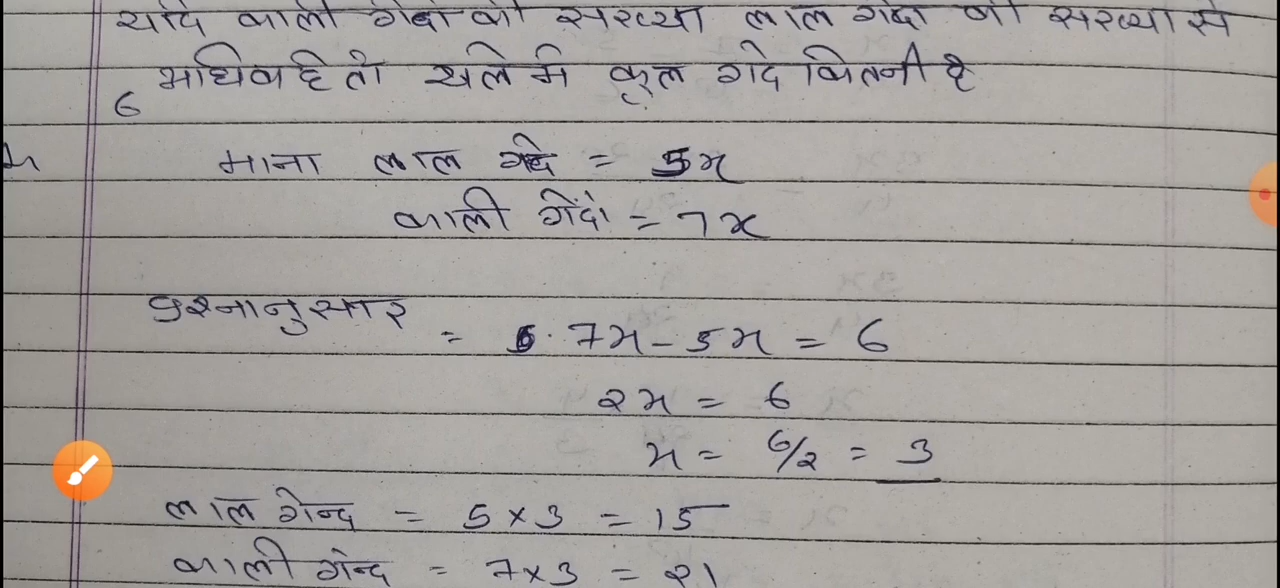 यदि काली गेंदो की संख्या लाल गेंदो की संख्या से
6 अधिक है तो थैले मे कुल गेंदे कितनी है
माना लाल गेंदे = 5x
काली गेंदों = 7x
प्रश्नानुसार
= 7x - 5x = 6
2x = 6
x = 6/2 = 3
लाल गेन्द = 5 × 3 = 15
काली गेन्द = 7×3 = 21